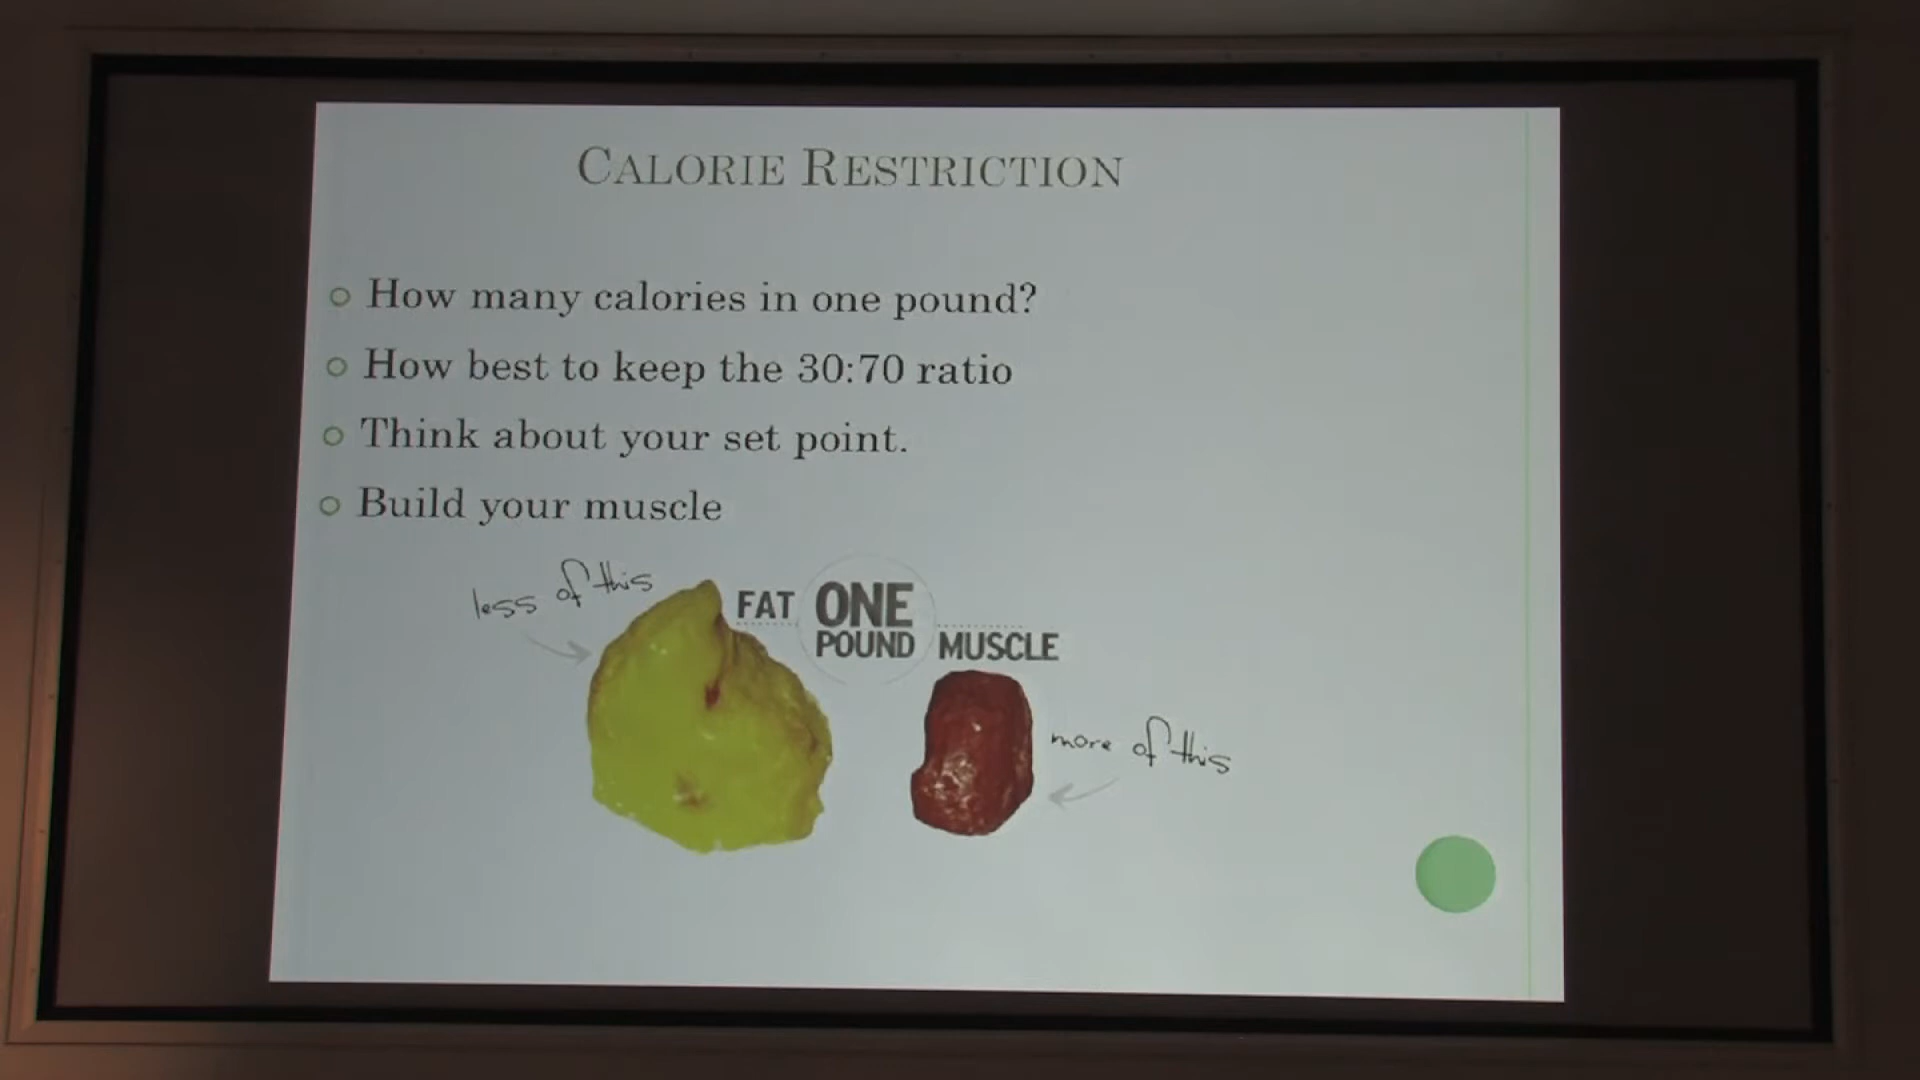 CALORIE RESTRICTION
How many calories in one pound?
How best to keep the 30:70 ratio
Think about your set point.
Build your muscle
less of this
FAT ONE POUND MUSCLE
more of this